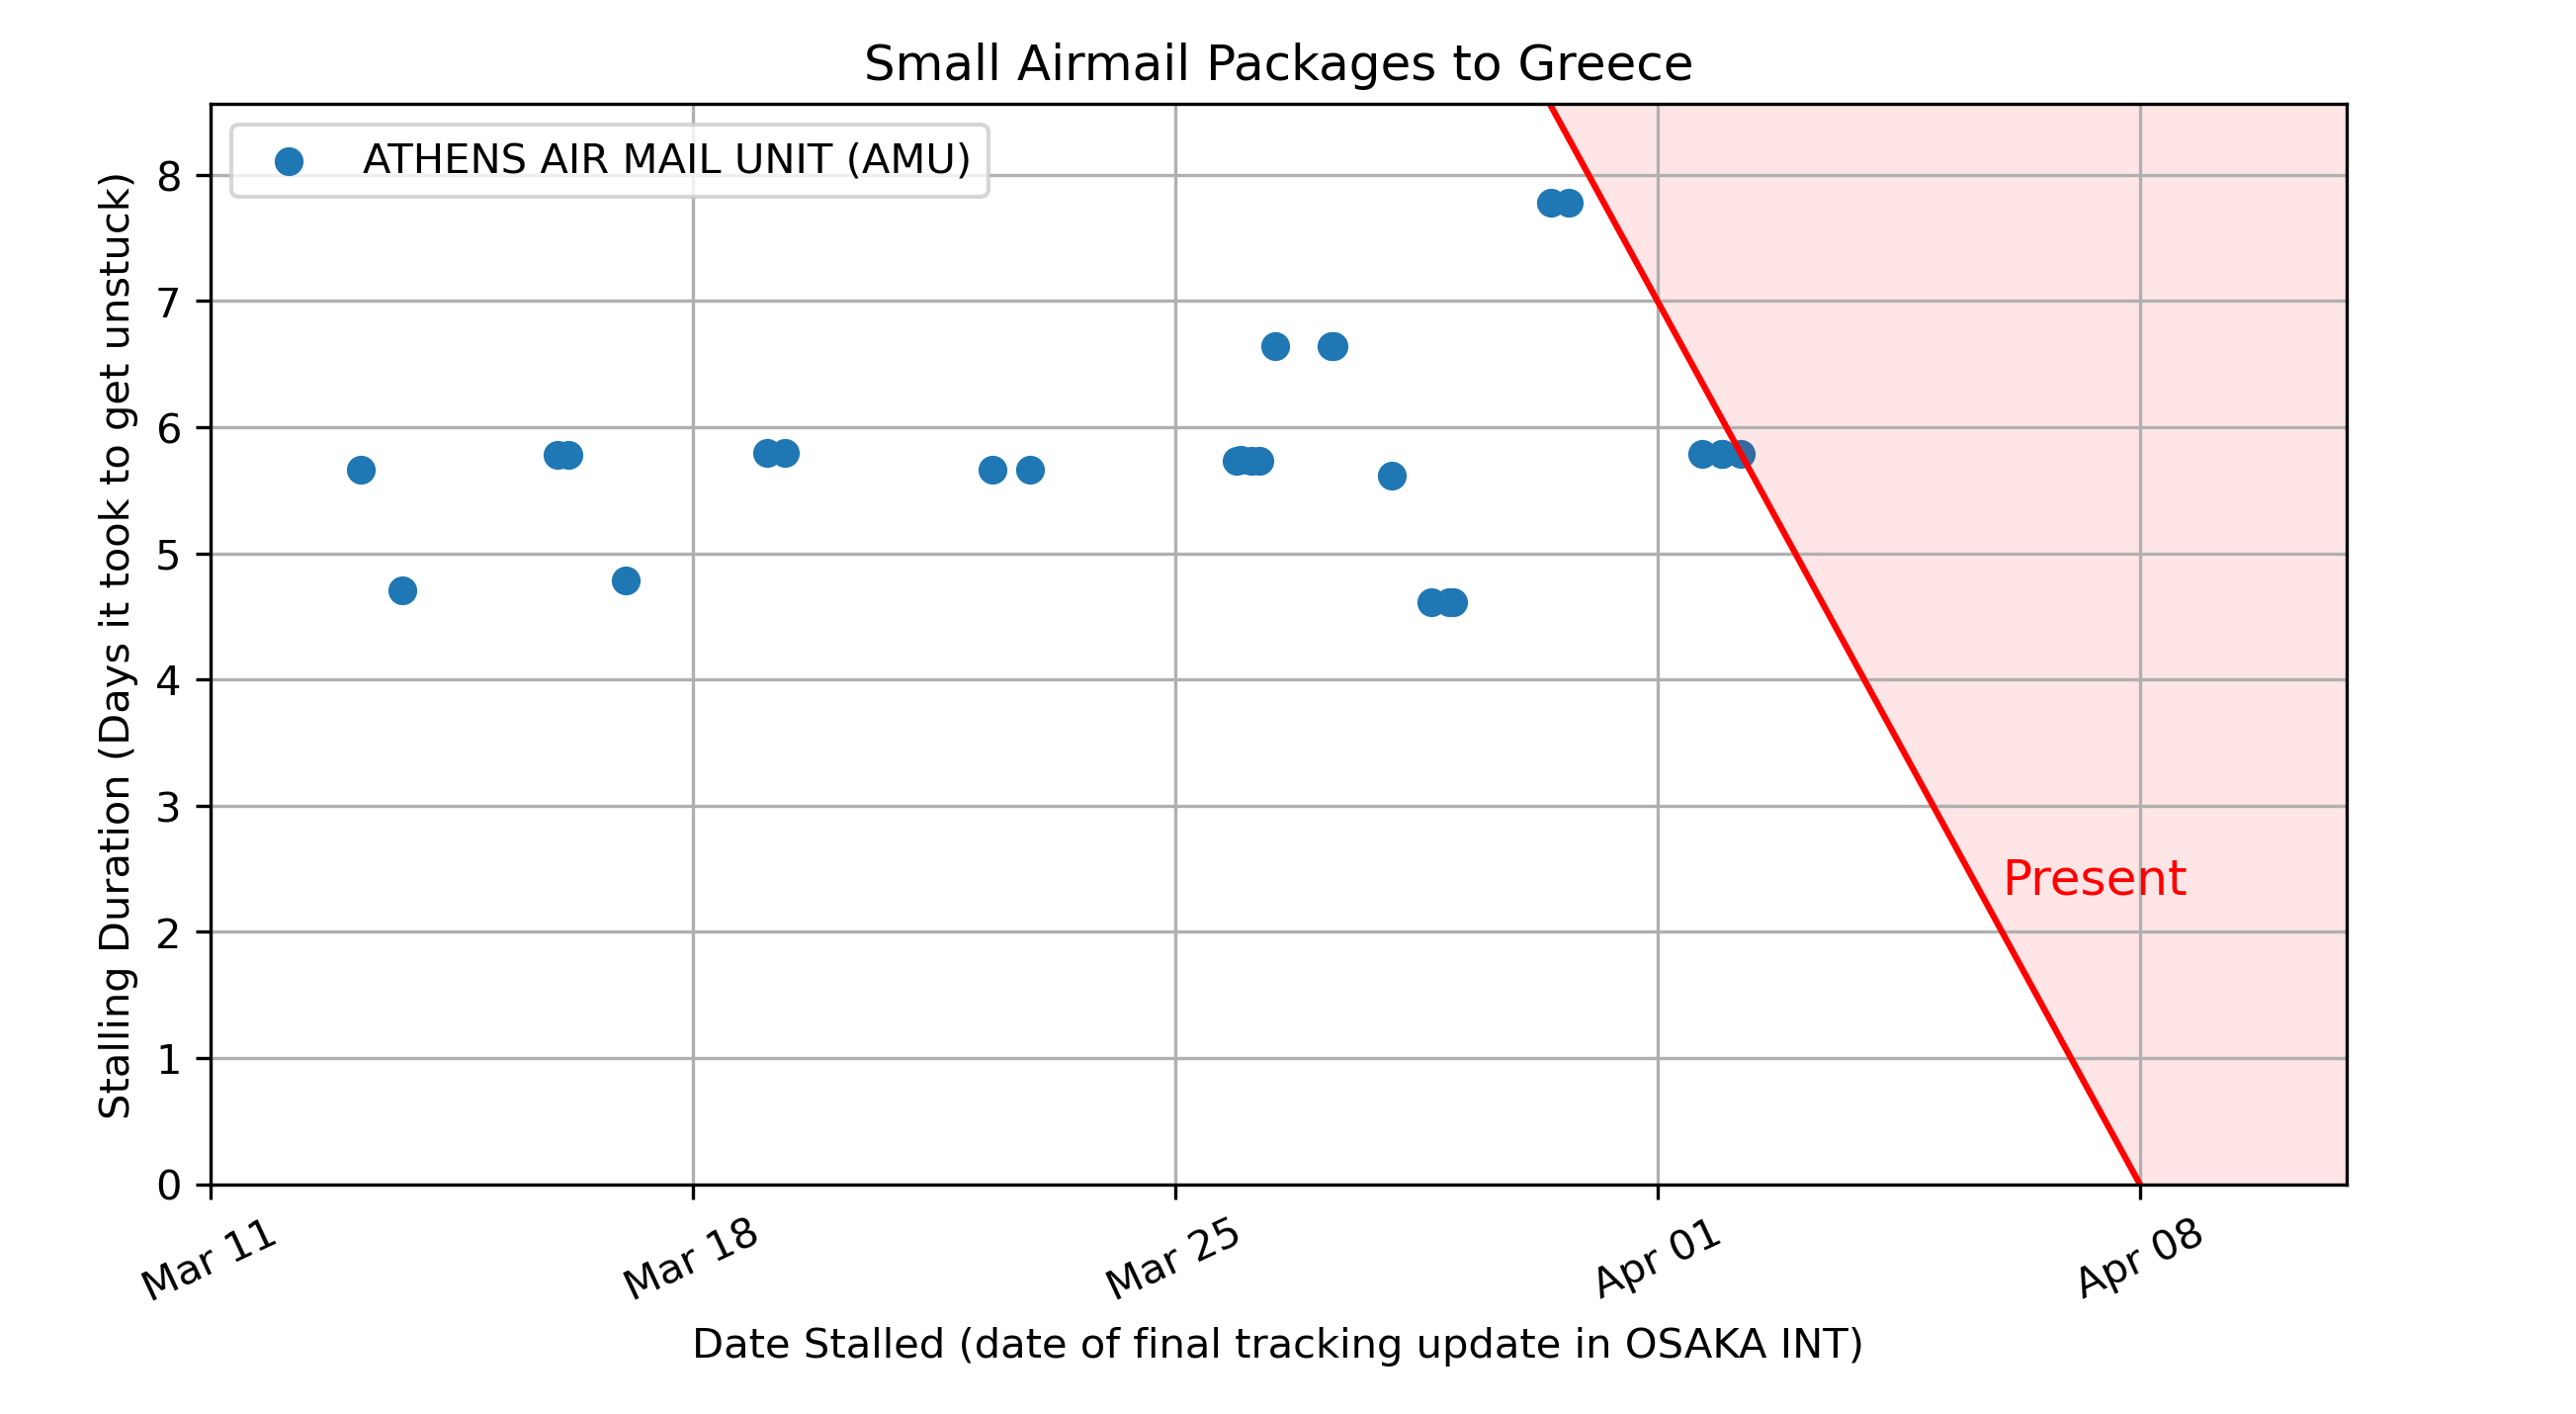 Small Airmail Packages to Greece
ATHENS AIR MAIL UNIT (AMU)
Stalling Duration (Days it took to get unstuck)
8
7
6
5
4
3
2
1
0
Present
Mar 11
Mar 18
Mar 25
Apr 01
Apr 08
Date Stalled (date of final tracking update in OSAKA INT)